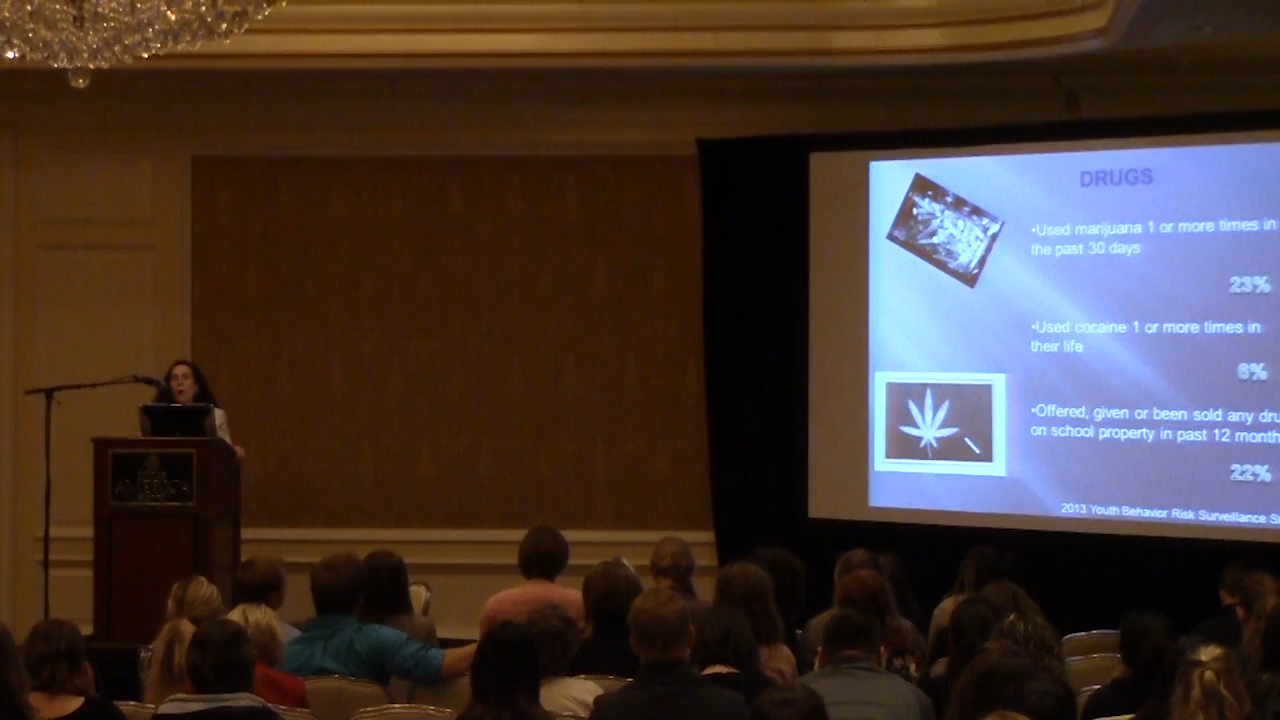 DRUGS
•Used marijuana 1 or more times in
the past 30 days
23%
•Used cocaine 1 or more times in
their life
6%
•Offered, given or been sold any dru
on school property in past 12 month
22%
2013 Youth Behavior Risk Surveillance S
AMERICA